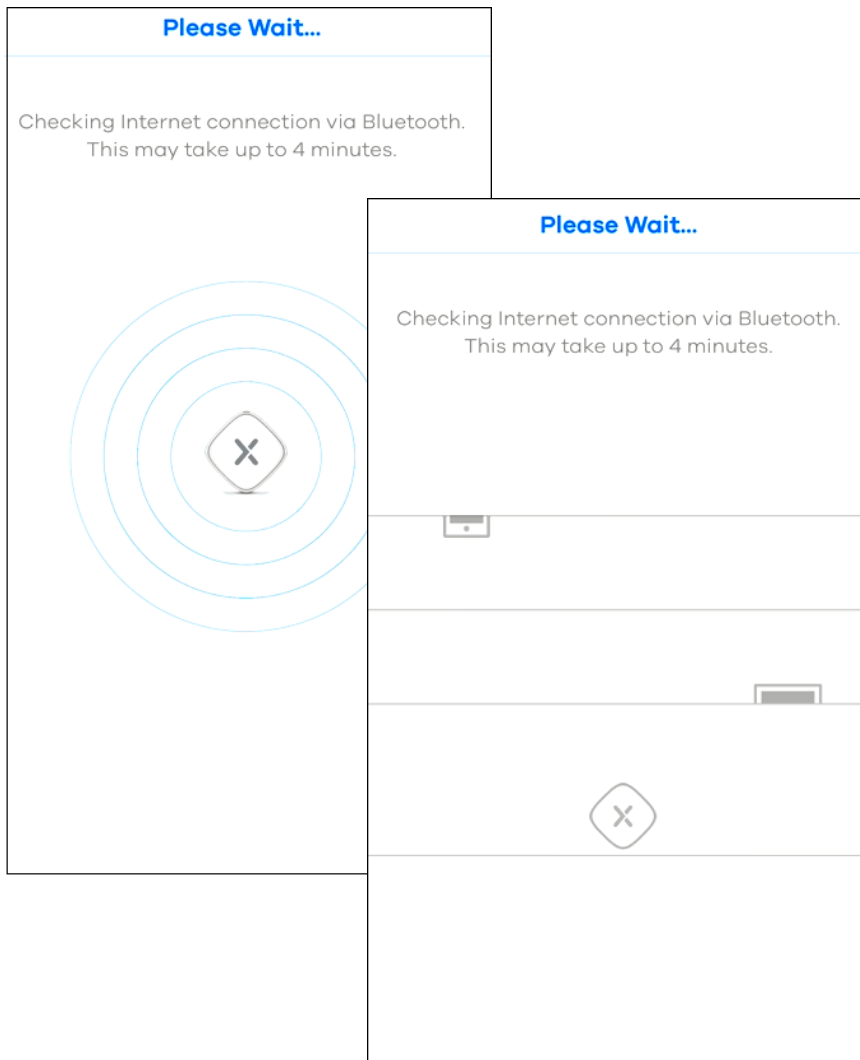 Please Wait...
Checking Internet connection via Bluetooth.
This may take up to 4 minutes.
Please Wait...
Checking Internet connection via Bluetooth.
This may take up to 4 minutes.